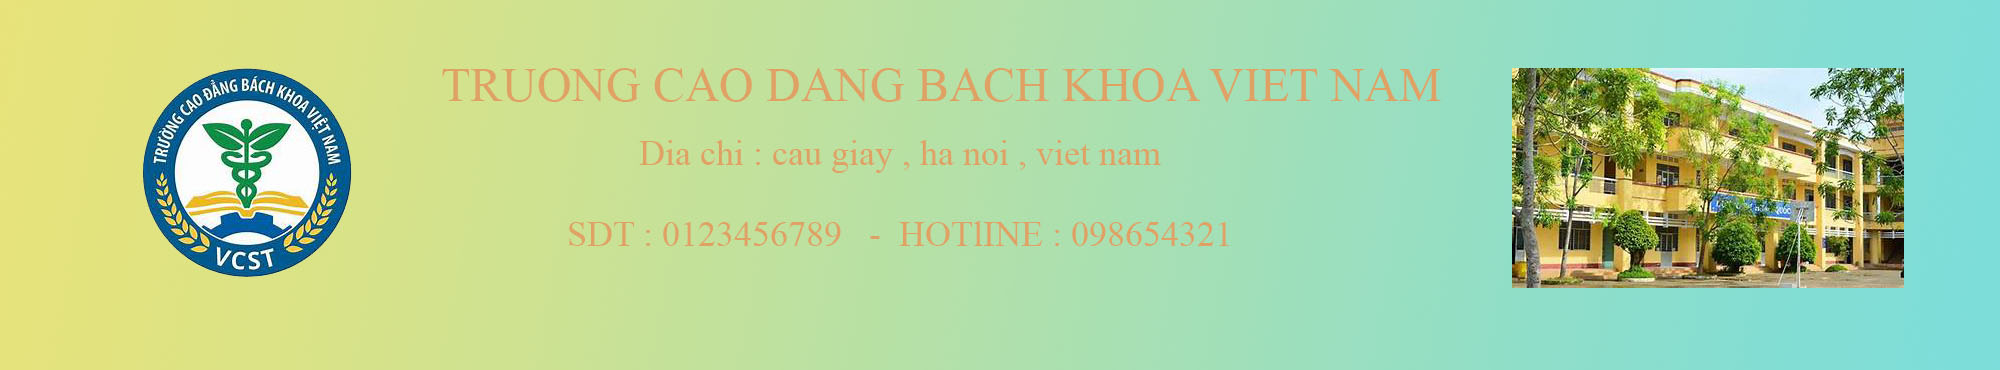 TRƯỜNG CAO ĐẲNG BÁCH KHOA VIỆT NAM
VCST
TRUONG CAO DANG BACH KHOA VIET NAM
Dia chi : cau giay , ha noi , viet nam
SDT : 0123456789 - HOTlINE : 098654321